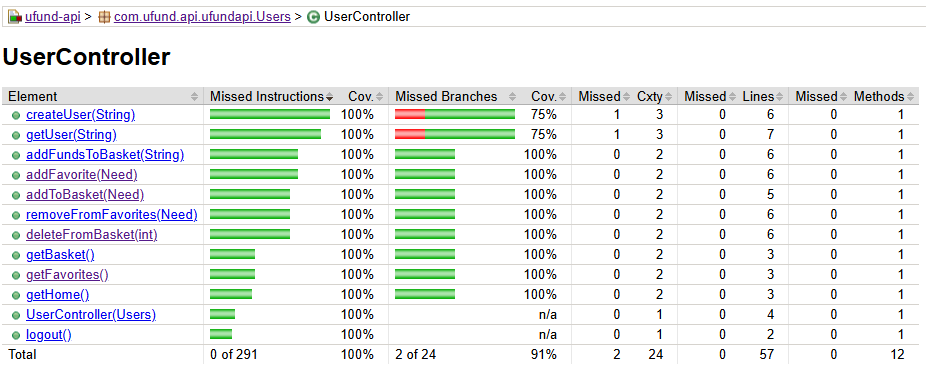 ufund-api > com.ufund.api.ufundapi.Users > UserController
UserController
Element Missed Instructions Cov. Missed Branches Cov. Missed Cxty Missed Lines Missed Methods
createUser(String) 100% 75% 1 3 0 6 0 1
getUser(String) 100% 75% 1 3 0 7 0 1
addFundsToBasket(String) 100% 100% 0 2 0 6 0 1
addFavorite(Need) 100% 100% 0 2 0 6 0 1
addToBasket(Need) 100% 100% 0 2 0 5 0 1
removeFromFavorites(Need) 100% 100% 0 2 0 6 0 1
deleteFromBasket(int) 100% 100% 0 2 0 6 0 1
getBasket() 100% 100% 0 2 0 3 0 1
getFavorites() 100% 100% 0 2 0 3 0 1
getHome() 100% 100% 0 2 0 3 0 1
UserController(Users) 100% n/a 0 1 0 4 0 1
logout() 100% n/a 0 1 0 2 0 1
Total 0 of 291 100% 2 of 24 91% 2 24 0 57 0 12